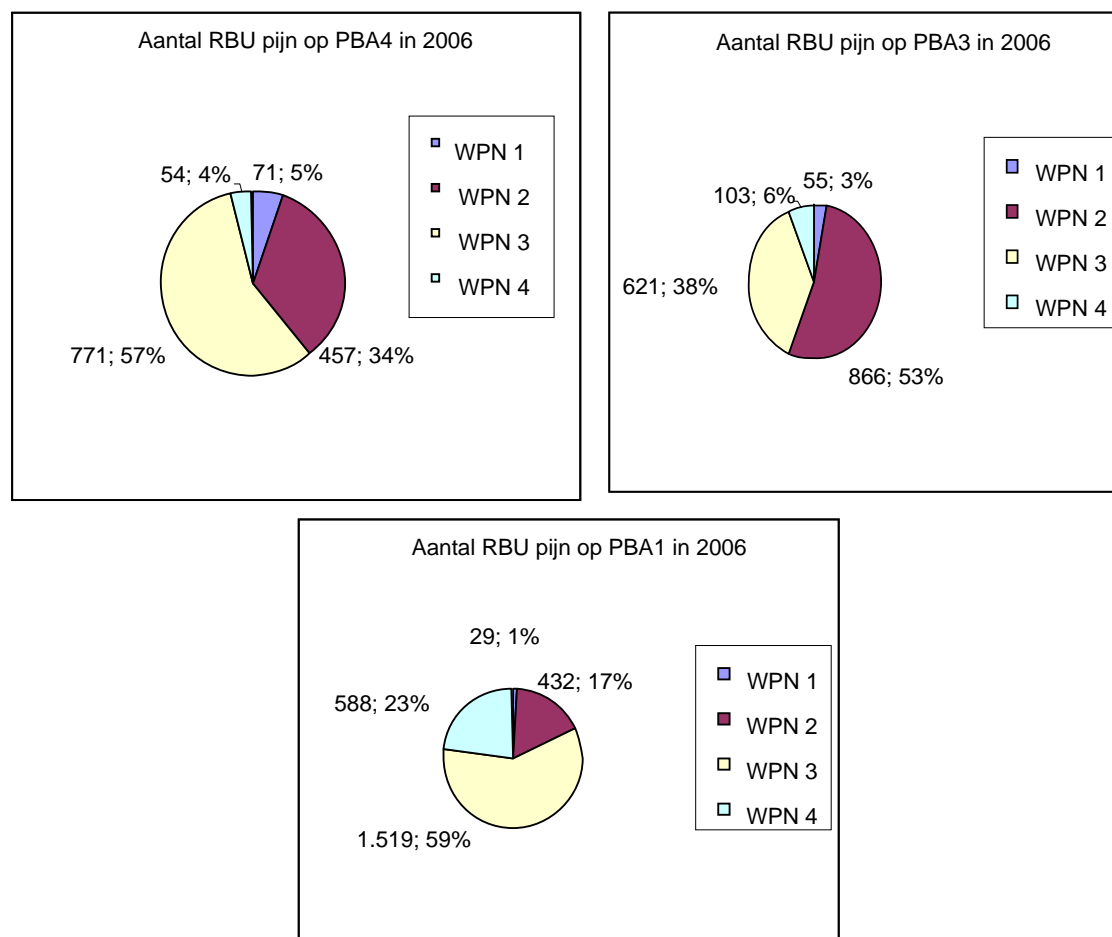 Aantal RBU pijn op PBA4 in 2006
54; 4%
71; 5%
771; 57%
457; 34%
WPN 1
WPN 2
WPN 3
WPN 4
Aantal RBU pijn op PBA3 in 2006
103; 6%
55; 3%
621; 38%
866; 53%
WPN 1
WPN 2
WPN 3
WPN 4
Aantal RBU pijn op PBA1 in 2006
29; 1%
588; 23%
432; 17%
1.519; 59%
WPN 1
WPN 2
WPN 3
WPN 4